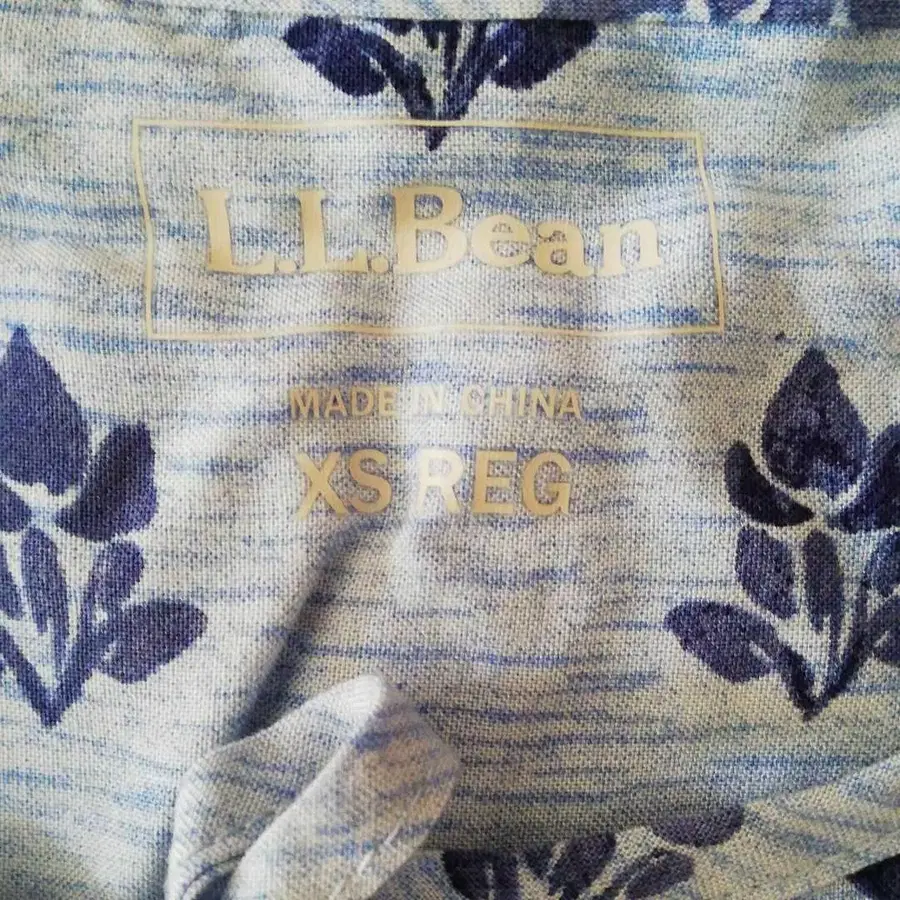 L.L.Bean
MADE IN CHINA
XS REG